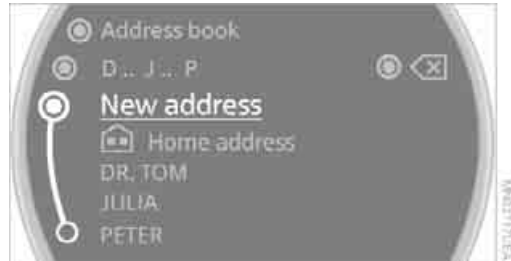 Address book
D.. J.. P
New address
Home address
DR. TOM
JULIA
PETER